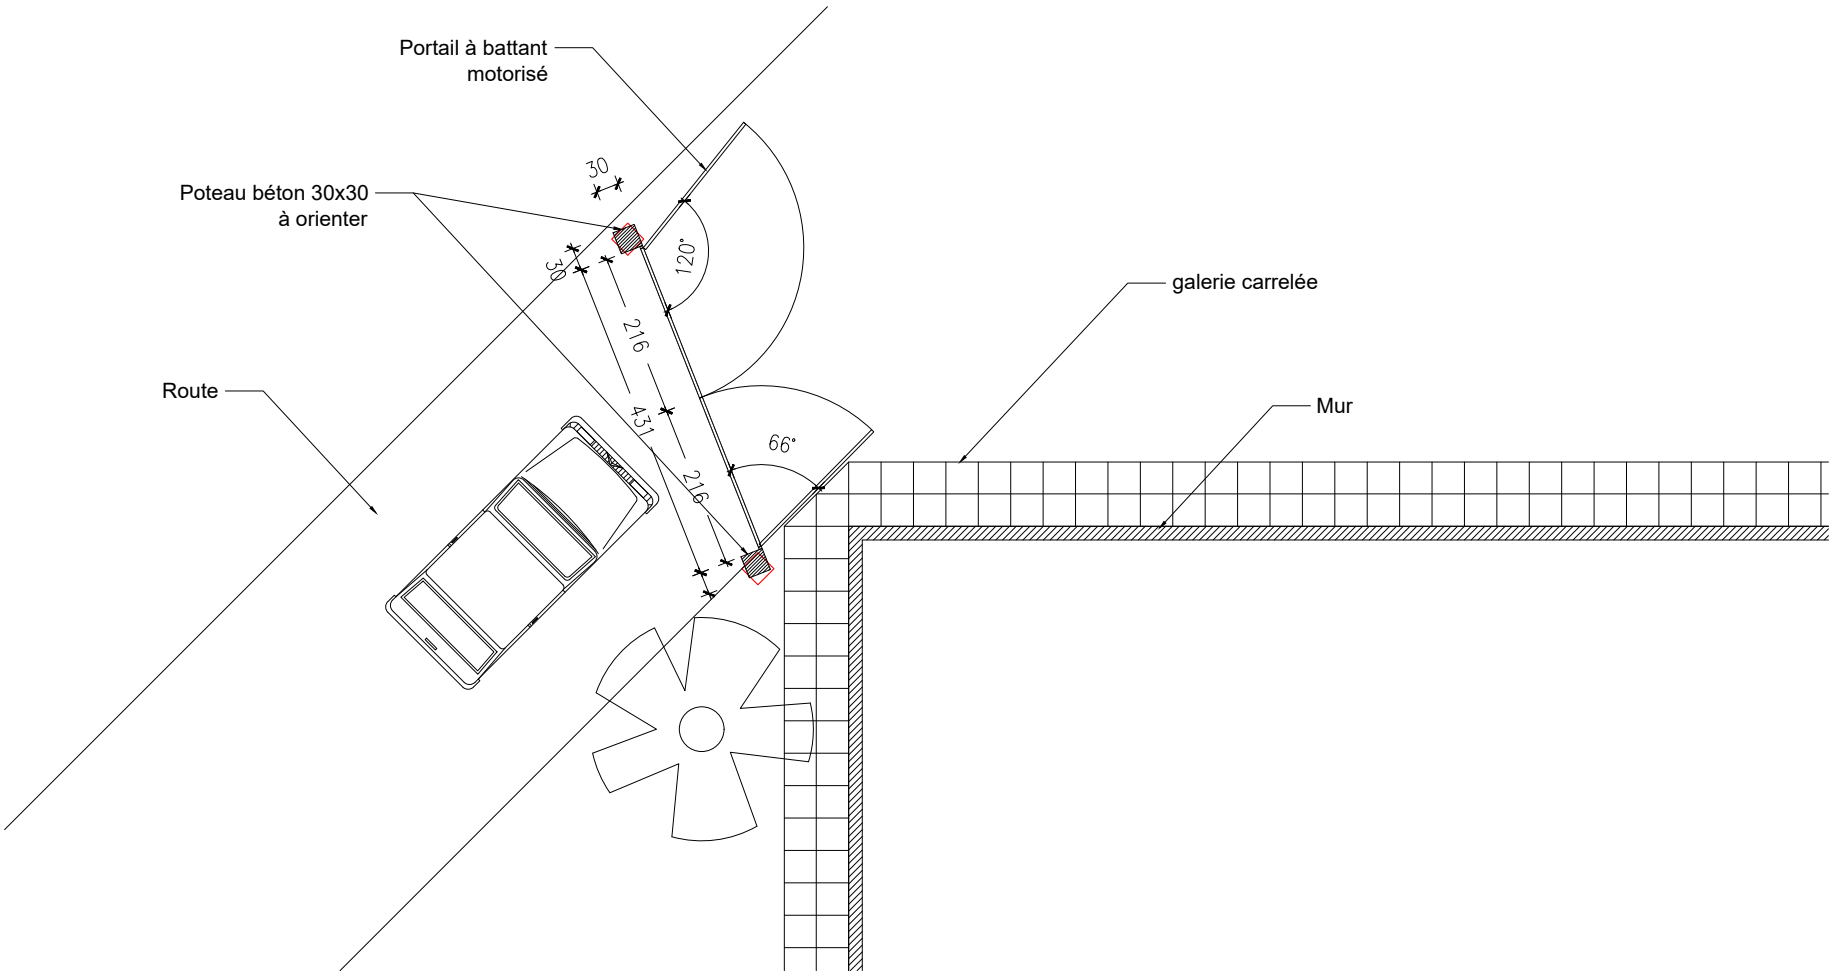 Portail à battant
motorisé
30
Poteau béton 30x30
à orienter
120°
30
galerie carrelée
216
Route
431
Mur
66°
216